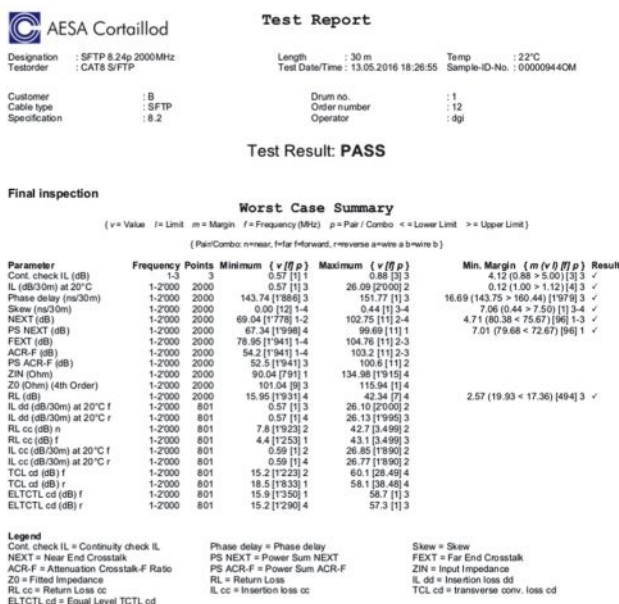 AESA Cortaillod
Test Report
Designation : SFTP 8.24p 2000MHz Length : 30 m Temp : 22°C
Testorder : CAT8 S/FTP Test Date/Time : 13.05.2016 18:26:55 Sample-ID-No. : 00000944OM
Customer : B Drum no. : 1
Cable type : SFTP Order number : 12
Specification : 8.2 Operator : dgi
Test Result: PASS
Final inspection
Worst Case Summary
{ v = Value l = Limit m = Margin f = Frequency (MHz) p = Pair / Combo < = Lower Limit > = Upper Limit }
{ Pair/Combo: n=near, f=far f=forward, r=reverse a=wire a b=wire b }
Parameter Frequency Points Minimum { v [f] p } Maximum { v [f] p } Min. Margin { m (v l) [f] p } Result
Cont. check IL (dB) 1-3 3 0.57 [1] 1 0.88 [3] 3 4.12 (0.88 > 5.00) [3] 3 ✓
IL (dB/30m) at 20°C 1-2'000 2000 0.57 [1] 3 26.09 [2'000] 2 0.12 (1.00 > 1.12) [4] 3 ✓
Phase delay (ns/30m) 1-2'000 2000 143.74 [1'886] 3 151.77 [1] 3 16.69 (143.75 > 160.44) [1'979] 3 ✓
Skew (ns/30m) 1-2'000 2000 0.00 [12] 1-4 0.44 [1] 3-4 7.06 (0.44 > 7.50) [1] 3-4 ✓
NEXT (dB) 1-2'000 2000 69.04 [1'778] 1-2 102.75 [11] 2-4 4.71 (80.38 < 75.67) [96] 1-3 ✓
PS NEXT (dB) 1-2'000 2000 67.34 [1'998] 4 99.69 [11] 1 7.01 (79.68 < 72.67) [96] 1 ✓
FEXT (dB) 1-2'000 2000 78.95 [1'941] 1-4 104.76 [11] 2-3
ACR-F (dB) 1-2'000 2000 54.2 [1'941] 1-4 103.2 [11] 2-3
PS ACR-F (dB) 1-2'000 2000 52.5 [1'941] 3 100.6 [11] 2
ZIN (Ohm) 1-2'000 2000 90.04 [791] 1 134.98 [1'915] 4
Z0 (Ohm) (4th Order) 1-2'000 2000 101.04 [9] 3 115.94 [1] 4
RL (dB) 1-2'000 2000 15.95 [1'931] 4 42.34 [7] 4 2.57 (19.93 < 17.36) [494] 3 ✓
IL dd (dB/30m) at 20°C f 1-2'000 801 0.57 [1] 3 26.10 [2'000] 2
IL dd (dB/30m) at 20°C r 1-2'000 801 0.57 [1] 4 26.13 [1'995] 3
RL cc (dB) n 1-2'000 801 7.8 [1'923] 2 42.7 [3.499] 2
RL cc (dB) f 1-2'000 801 4.4 [1'253] 1 43.1 [3.499] 3
IL cc (dB/30m) at 20°C f 1-2'000 801 0.59 [1] 2 26.85 [1'890] 2
IL cc (dB/30m) at 20°C r 1-2'000 801 0.59 [1] 4 26.77 [1'890] 2
TCL cd (dB) f 1-2'000 801 15.2 [1'223] 2 60.1 [28.49] 4
TCL cd (dB) r 1-2'000 801 18.5 [1'833] 1 58.1 [38.48] 4
ELTCTL cd (dB) f 1-2'000 801 15.9 [1'350] 1 58.7 [1] 3
ELTCTL cd (dB) r 1-2'000 801 15.2 [1'290] 4 57.3 [1] 3
Legend
Cont. check IL = Continuity check IL Phase delay = Phase delay Skew = Skew
NEXT = Near End Crosstalk PS NEXT = Power Sum NEXT FEXT = Far End Crosstalk
ACR-F = Attenuation Crosstalk-F Ratio PS ACR-F = Power Sum ACR-F ZIN = Input Impedance
Z0 = Fitted Impedance RL = Return Loss IL dd = Insertion loss dd
RL cc = Return Loss cc IL cc = Insertion loss cc TCL cd = transverse conv. loss cd
ELTCTL cd = Equal Level TCTL cd